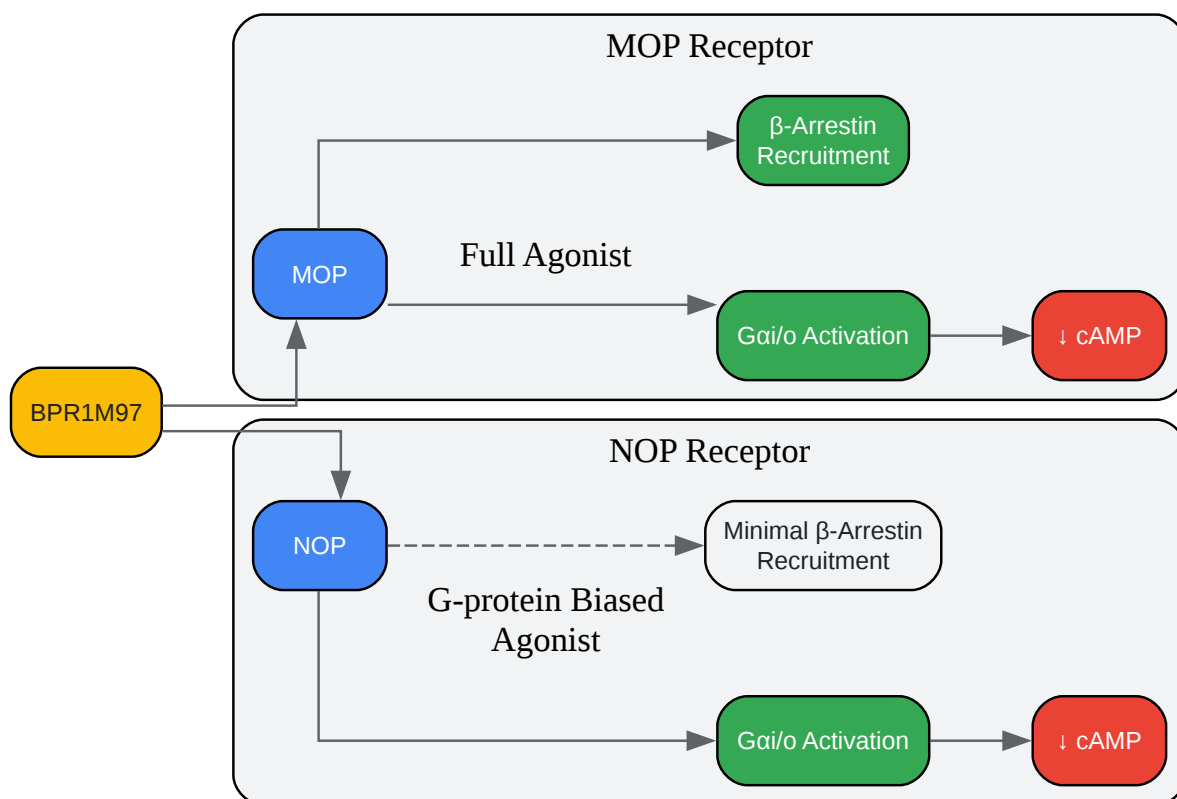 MOP Receptor
β-Arrestin
Recruitment
MOP
Full Agonist
Gαi/o Activation
↓ cAMP
BPR1M97
NOP Receptor
NOP
Minimal β-Arrestin
Recruitment
G-protein Biased
Agonist
Gαi/o Activation
↓ cAMP